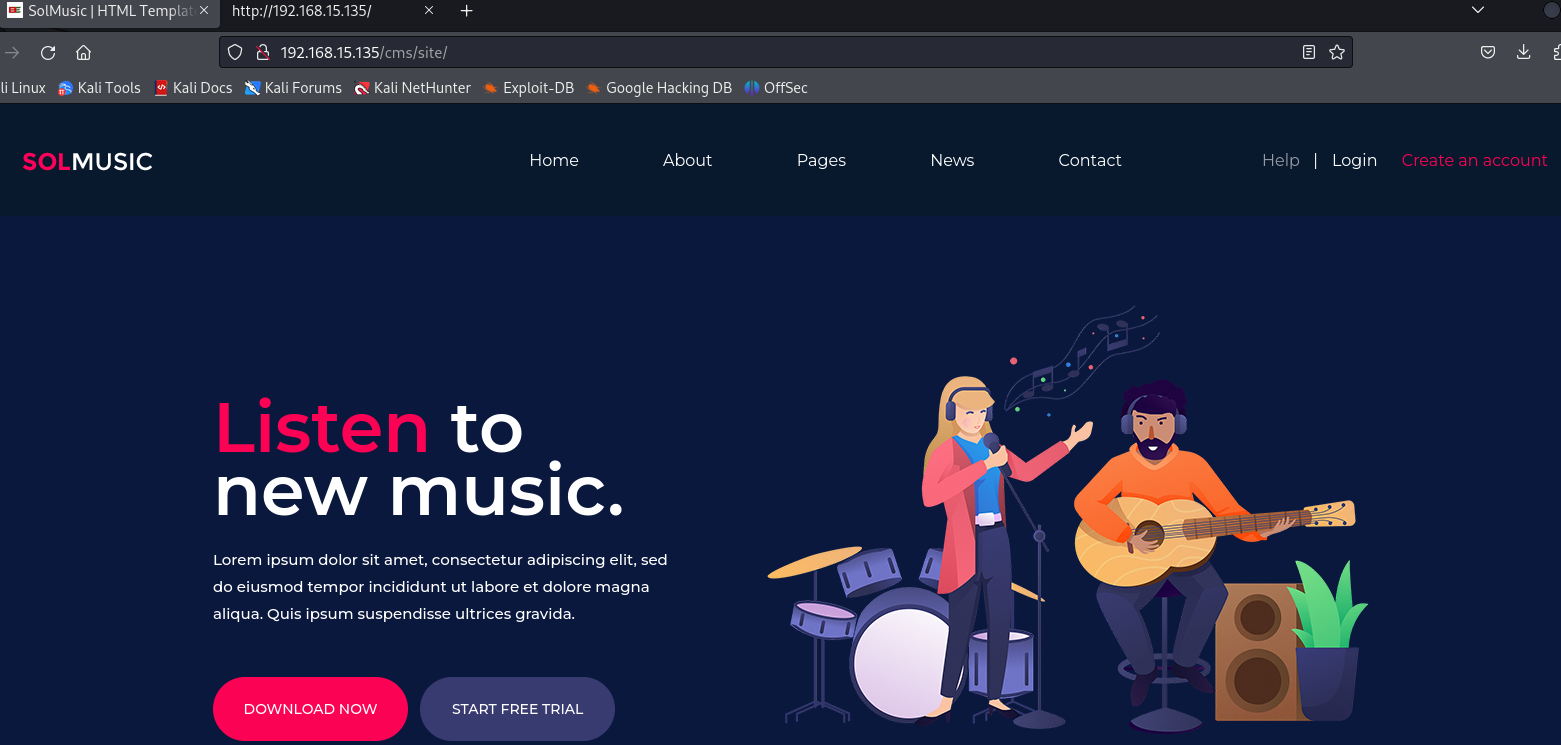 SolMusic | HTML Templat
http://192.168.15.135/
192.168.15.135/cms/site/
li Linux Kali Tools Kali Docs Kali Forums Kali NetHunter Exploit-DB Google Hacking DB OffSec
SOLMUSIC Home About Pages News Contact Help | Login Create an account
Listen to
new music.
Lorem ipsum dolor sit amet, consectetur adipiscing elit, sed
do eiusmod tempor incididunt ut labore et dolore magna
aliqua. Quis ipsum suspendisse ultrices gravida.
DOWNLOAD NOW START FREE TRIAL